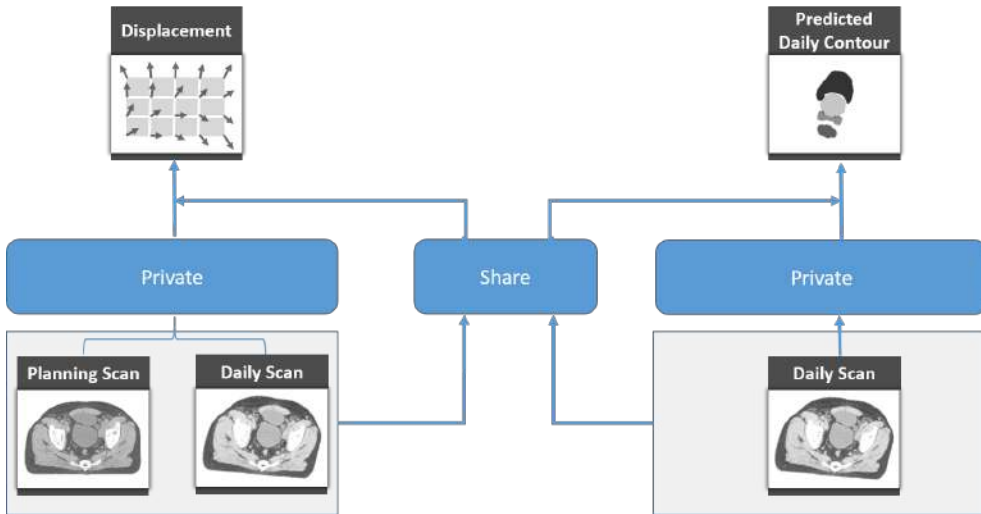 Displacement
Predicted
Daily Contour
Private
Share
Private
Planning Scan
Daily Scan
Daily Scan